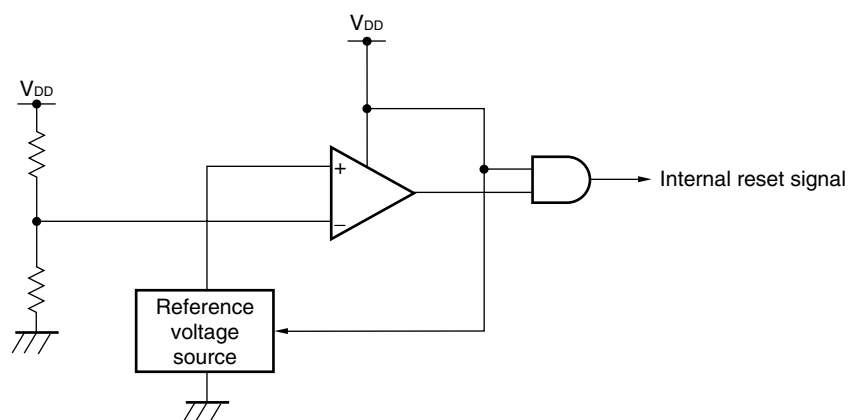 VDD
VDD
+
−
Internal reset signal
Reference
voltage
source